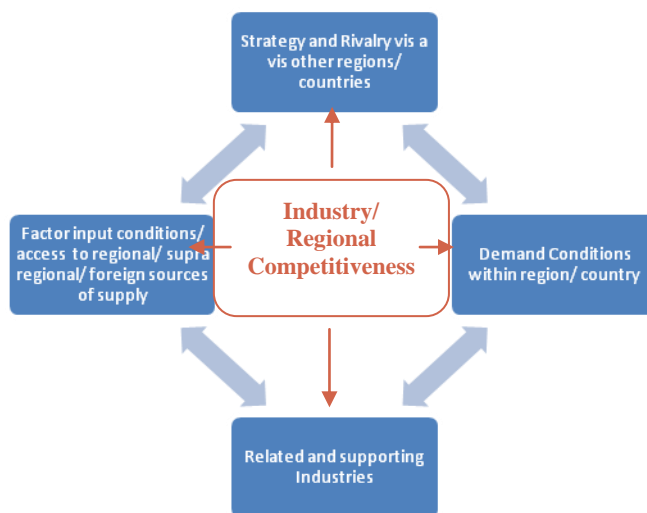 Strategy and Rivalry vis a
vis other regions/
countries
Industry/
Regional
Competitiveness
Factor input conditions/
access to regional/ supra
regional/ foreign sources
of supply
Demand Conditions
within region/ country
Related and supporting
Industries